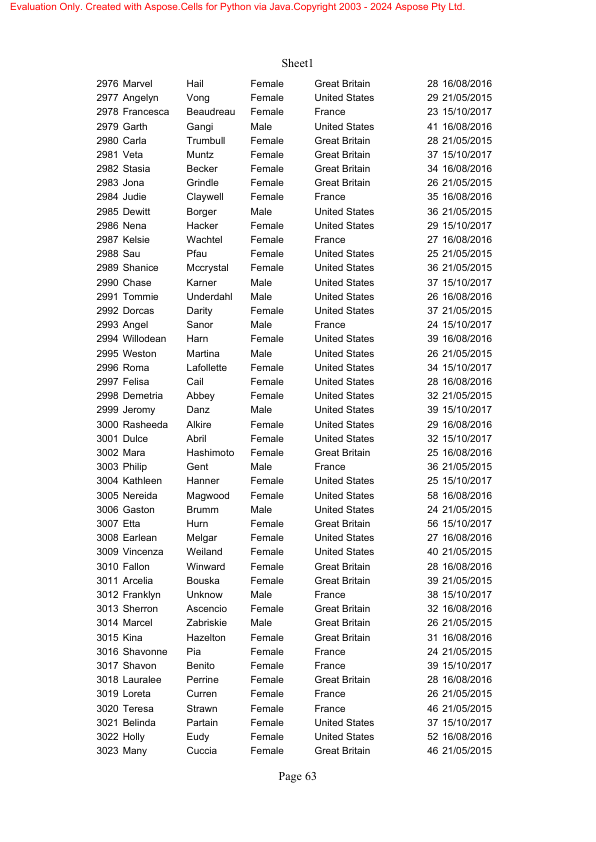 Evaluation Only. Created with Aspose.Cells for Python via Java.Copyright 2003 - 2024 Aspose Pty Ltd.
Sheet1
2976 Marvel Hail Female Great Britain 28 16/08/2016
2977 Angelyn Vong Female United States 29 21/05/2015
2978 Francesca Beaudreau Female France 23 15/10/2017
2979 Garth Gangi Male United States 41 16/08/2016
2980 Carla Trumbull Female Great Britain 28 21/05/2015
2981 Veta Muntz Female Great Britain 37 15/10/2017
2982 Stasia Becker Female Great Britain 34 16/08/2016
2983 Jona Grindle Female Great Britain 26 21/05/2015
2984 Judie Claywell Female France 35 16/08/2016
2985 Dewitt Borger Male United States 36 21/05/2015
2986 Nena Hacker Female United States 29 15/10/2017
2987 Kelsie Wachtel Female France 27 16/08/2016
2988 Sau Pfau Female United States 25 21/05/2015
2989 Shanice Mccrystal Female United States 36 21/05/2015
2990 Chase Karner Male United States 37 15/10/2017
2991 Tommie Underdahl Male United States 26 16/08/2016
2992 Dorcas Darity Female United States 37 21/05/2015
2993 Angel Sanor Male France 24 15/10/2017
2994 Willodean Harn Female United States 39 16/08/2016
2995 Weston Martina Male United States 26 21/05/2015
2996 Roma Lafollette Female United States 34 15/10/2017
2997 Felisa Cail Female United States 28 16/08/2016
2998 Demetria Abbey Female United States 32 21/05/2015
2999 Jeromy Danz Male United States 39 15/10/2017
3000 Rasheeda Alkire Female United States 29 16/08/2016
3001 Dulce Abril Female United States 32 15/10/2017
3002 Mara Hashimoto Female Great Britain 25 16/08/2016
3003 Philip Gent Male France 36 21/05/2015
3004 Kathleen Hanner Female United States 25 15/10/2017
3005 Nereida Magwood Female United States 58 16/08/2016
3006 Gaston Brumm Male United States 24 21/05/2015
3007 Etta Hurn Female Great Britain 56 15/10/2017
3008 Earlean Melgar Female United States 27 16/08/2016
3009 Vincenza Weiland Female United States 40 21/05/2015
3010 Fallon Winward Female Great Britain 28 16/08/2016
3011 Arcelia Bouska Female Great Britain 39 21/05/2015
3012 Franklyn Unknow Male France 38 15/10/2017
3013 Sherron Ascencio Female Great Britain 32 16/08/2016
3014 Marcel Zabriskie Male Great Britain 26 21/05/2015
3015 Kina Hazelton Female Great Britain 31 16/08/2016
3016 Shavonne Pia Female France 24 21/05/2015
3017 Shavon Benito Female France 39 15/10/2017
3018 Lauralee Perrine Female Great Britain 28 16/08/2016
3019 Loreta Curren Female France 26 21/05/2015
3020 Teresa Strawn Female France 46 21/05/2015
3021 Belinda Partain Female United States 37 15/10/2017
3022 Holly Eudy Female United States 52 16/08/2016
3023 Many Cuccia Female Great Britain 46 21/05/2015
Page 63